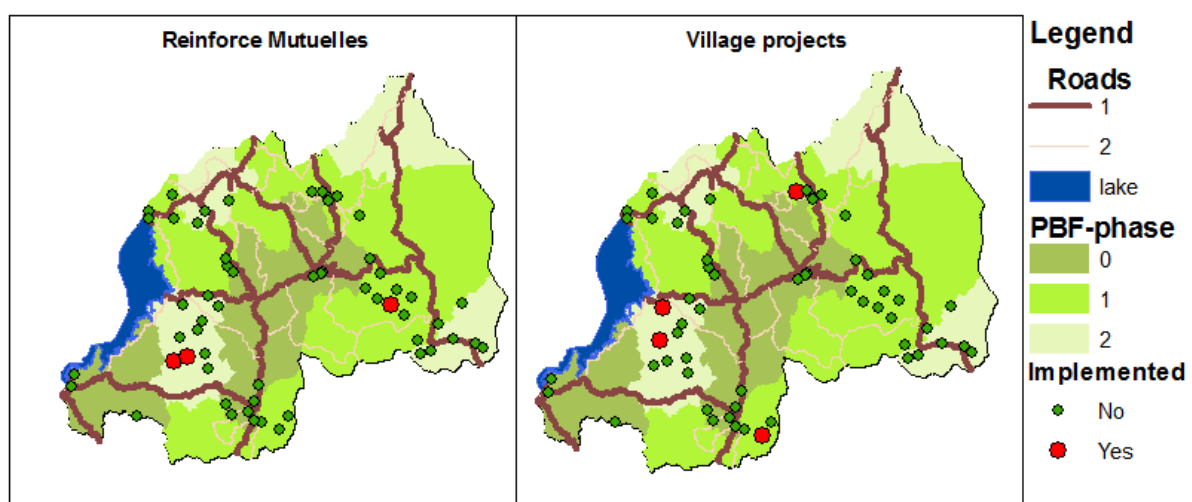 Reinforce Mutuelles
Village projects
Legend
Roads
1
2
lake
PBF-phase
0
1
2
Implemented
No
Yes